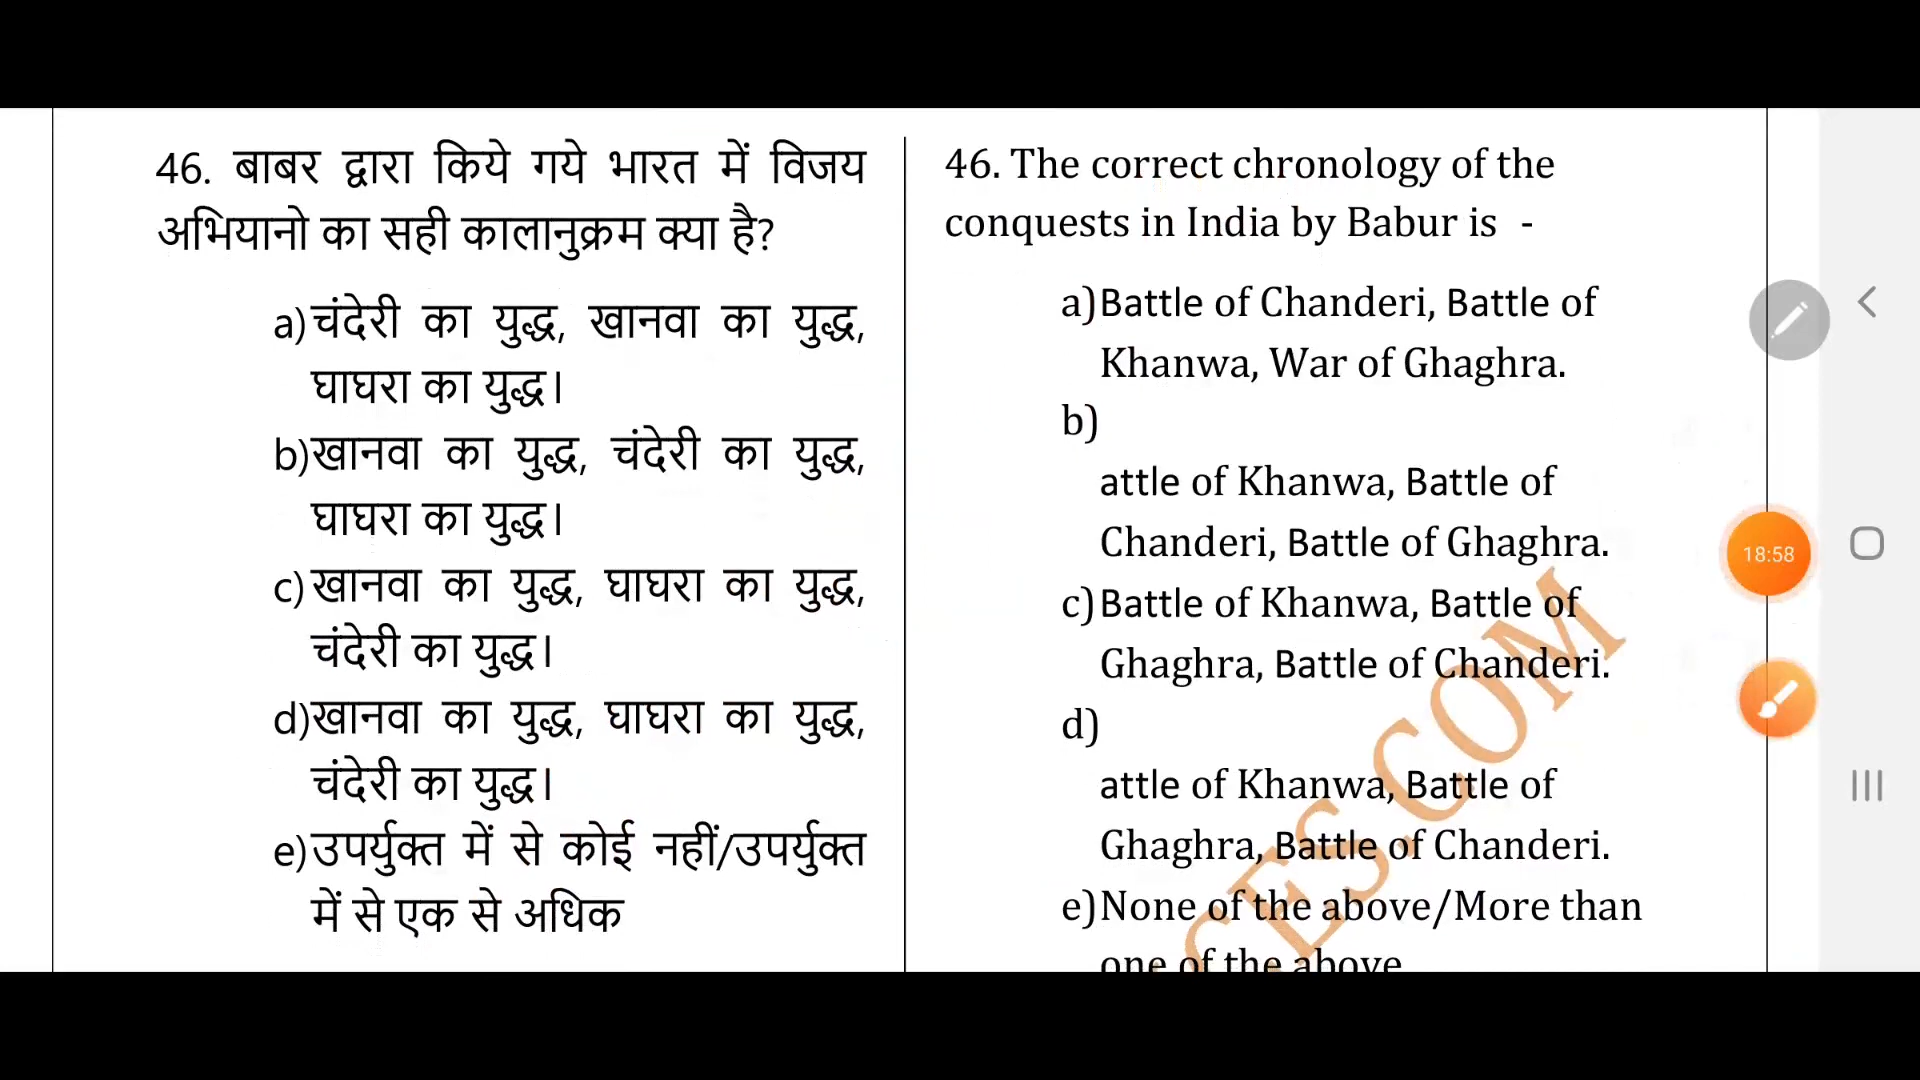 46. बाबर द्वारा किये गये भारत में विजय
अभियानो का सही कालानुक्रम क्या है?
a)चंदेरी का युद्ध, खानवा का युद्ध,
घाघरा का युद्ध।
b)खानवा का युद्ध, चंदेरी का युद्ध,
घाघरा का युद्ध।
c)खानवा का युद्ध, घाघरा का युद्ध,
चंदेरी का युद्ध।
d)खानवा का युद्ध, घाघरा का युद्ध,
चंदेरी का युद्ध।
e)उपर्युक्त में से कोई नहीं/उपर्युक्त
में से एक से अधिक
46. The correct chronology of the
conquests in India by Babur is -
a)Battle of Chanderi, Battle of
Khanwa, War of Ghaghra.
b)
attle of Khanwa, Battle of
Chanderi, Battle of Ghaghra.
c)Battle of Khanwa, Battle of
Ghaghra, Battle of Chanderi.
d)
attle of Khanwa, Battle of
Ghaghra, Battle of Chanderi.
e)None of the above/More than
one of the above
CES.COM
18:58